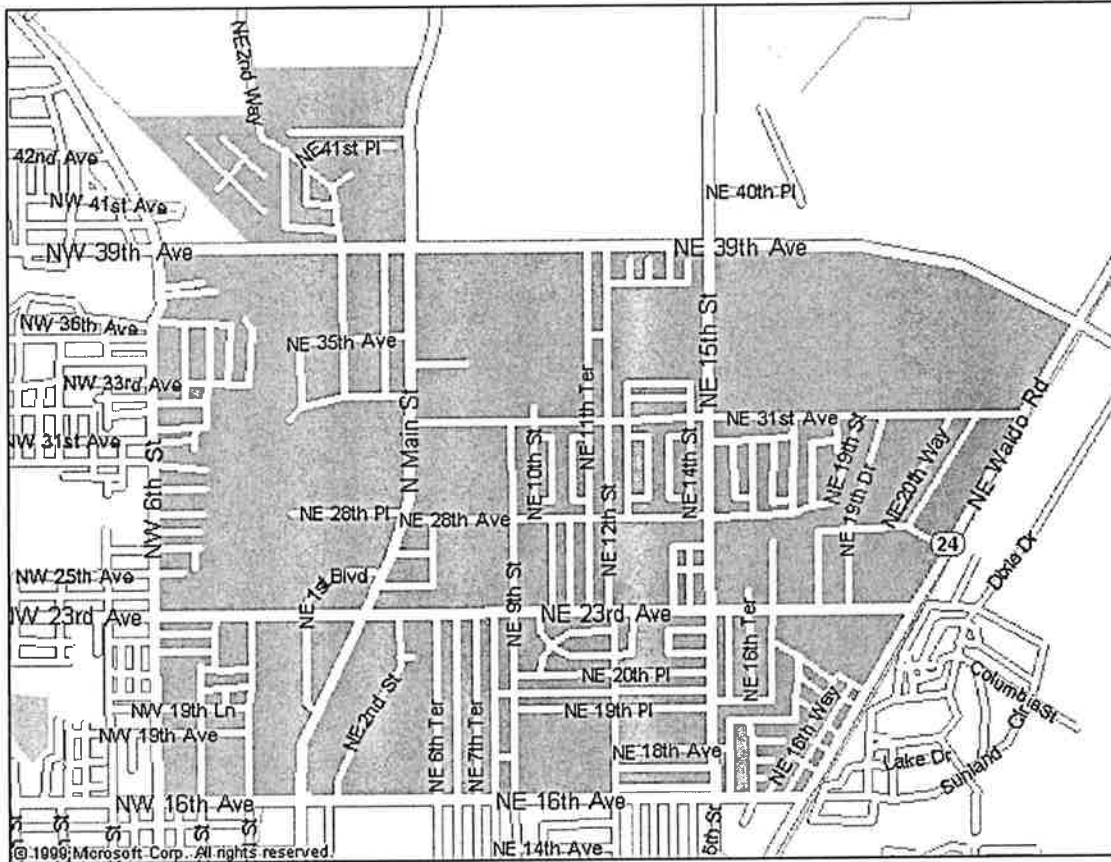 NE 2nd Way
42nd Ave
NE 41st Pl
NW 41st Ave
NE 40th Pl
NW 39th Ave
NE 39th Ave
NW 36th Ave
NE 35th Ave
NE 15th St
NW 33rd Ave
NE 11th Ter
N Main St
NE 31st Ave
NW 31st Ave
NE 10th St
NE 14th St
NE 19th St
NE 19th Dr
NE 20th Way
NE Waldo Rd
NW 6th St
NE 28th Pl
NE 28th Ave
NE 12th St
24
NE 9th St
Dixie Dr
NW 25th Ave
NE 1st Blvd
NW 23rd Ave
NE 23rd Ave
NE 16th Ter
NE 20th Pl
Columbia St
NW 19th Ln
NE 2nd St
NE 19th Pl
NW 19th Ave
NE 6th Ter
NE 7th Ter
NE 18th Ave
NE 16th Way
Lake Dr
Sunland Cir
NW 16th Ave
NE 16th Ave
St
St
St
St
5th St
NE 14th Ave
© 1999 Microsoft Corp. All rights reserved.